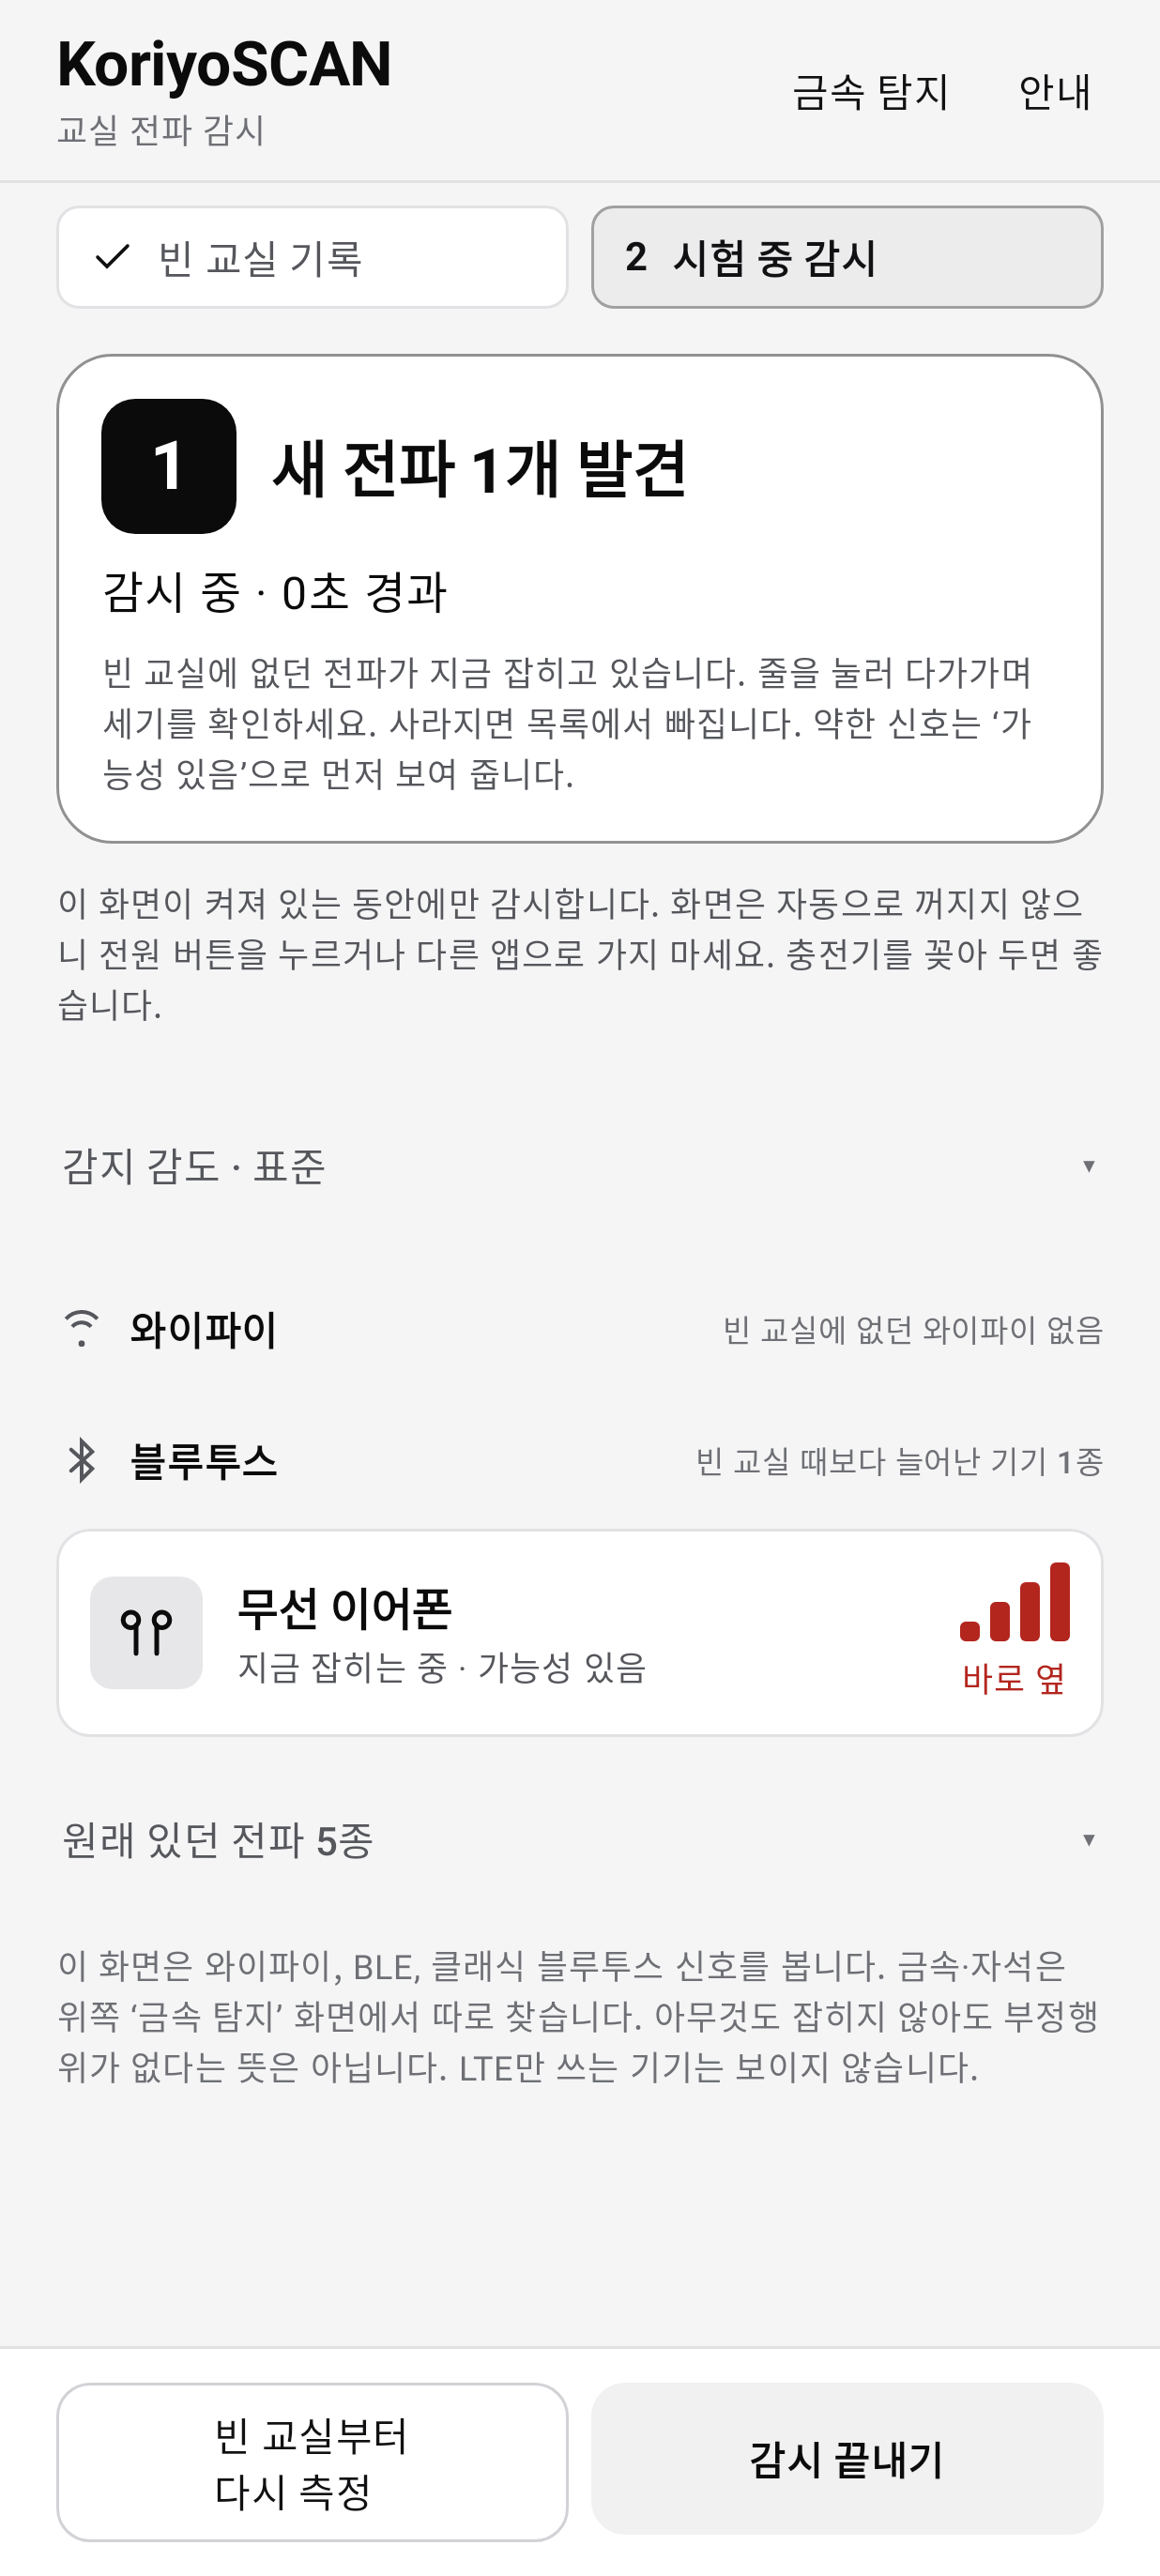 KoriyoSCAN
교실 전파 감시
금속 탐지
안내
빈 교실 기록
2 시험 중 감시
1
새 전파 1개 발견
감시 중 · 0초 경과
빈 교실에 없던 전파가 지금 잡히고 있습니다. 줄을 눌러 다가가며
세기를 확인하세요. 사라지면 목록에서 빠집니다. 약한 신호는 ‘가
능성 있음’으로 먼저 보여 줍니다.
이 화면이 켜져 있는 동안에만 감시합니다. 화면은 자동으로 꺼지지 않으
니 전원 버튼을 누르거나 다른 앱으로 가지 마세요. 충전기를 꽂아 두면 좋
습니다.
감지 감도 · 표준
와이파이
빈 교실에 없던 와이파이 없음
블루투스
빈 교실 때보다 늘어난 기기 1종
무선 이어폰
지금 잡히는 중 · 가능성 있음
바로 옆
원래 있던 전파 5종
이 화면은 와이파이, BLE, 클래식 블루투스 신호를 봅니다. 금속·자석은
위쪽 ‘금속 탐지’ 화면에서 따로 찾습니다. 아무것도 잡히지 않아도 부정행
위가 없다는 뜻은 아닙니다. LTE만 쓰는 기기는 보이지 않습니다.
빈 교실부터
다시 측정
감시 끝내기